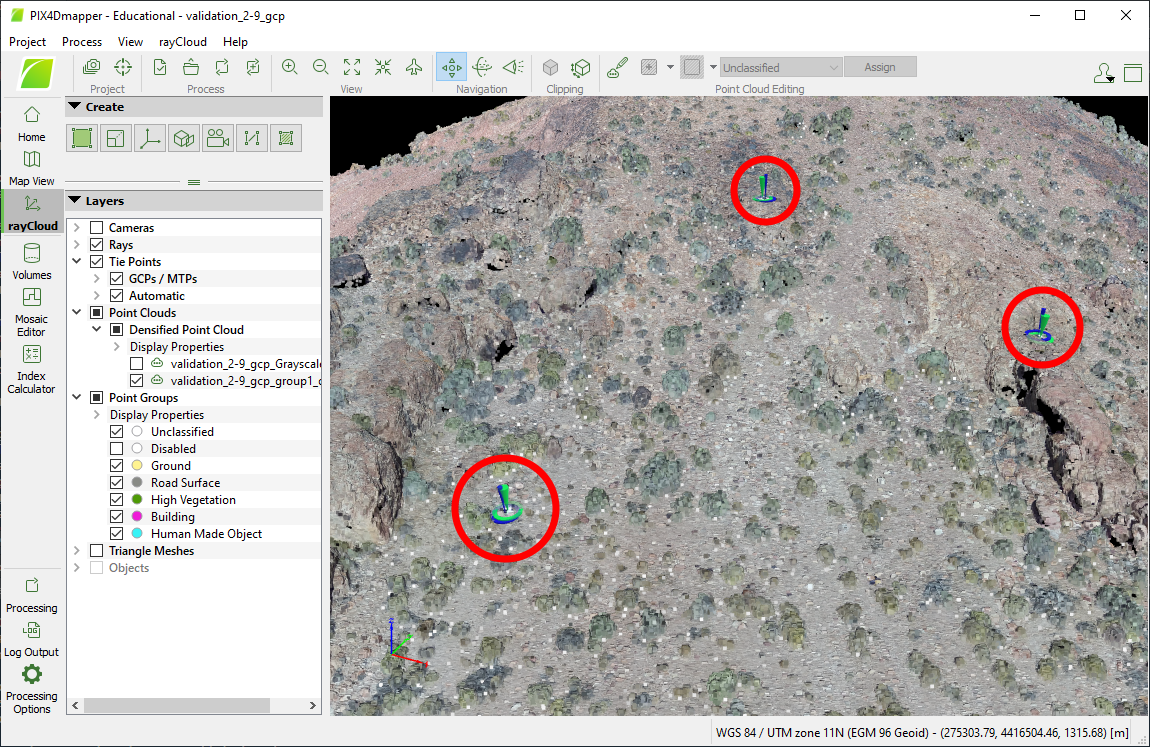 PIX4Dmapper - Educational - validation_2-9_gcp
Project Process View rayCloud Help
Project
Process
View
Navigation
Clipping
Unclassified
Assign
Point Cloud Editing
Home
Map View
rayCloud
Volumes
Mosaic
Editor
Index
Calculator
Processing
LOG
Log Output
Processing
Options
Create
Layers
Cameras
Rays
Tie Points
GCPs / MTPs
Automatic
Point Clouds
Densified Point Cloud
Display Properties
validation_2-9_gcp_Grayscale
validation_2-9_gcp_group1_d
Point Groups
Display Properties
Unclassified
Disabled
Ground
Road Surface
High Vegetation
Building
Human Made Object
Triangle Meshes
Objects
Z
WGS 84 / UTM zone 11N (EGM 96 Geoid) - (275303.79, 4416504.46, 1315.68) [m]